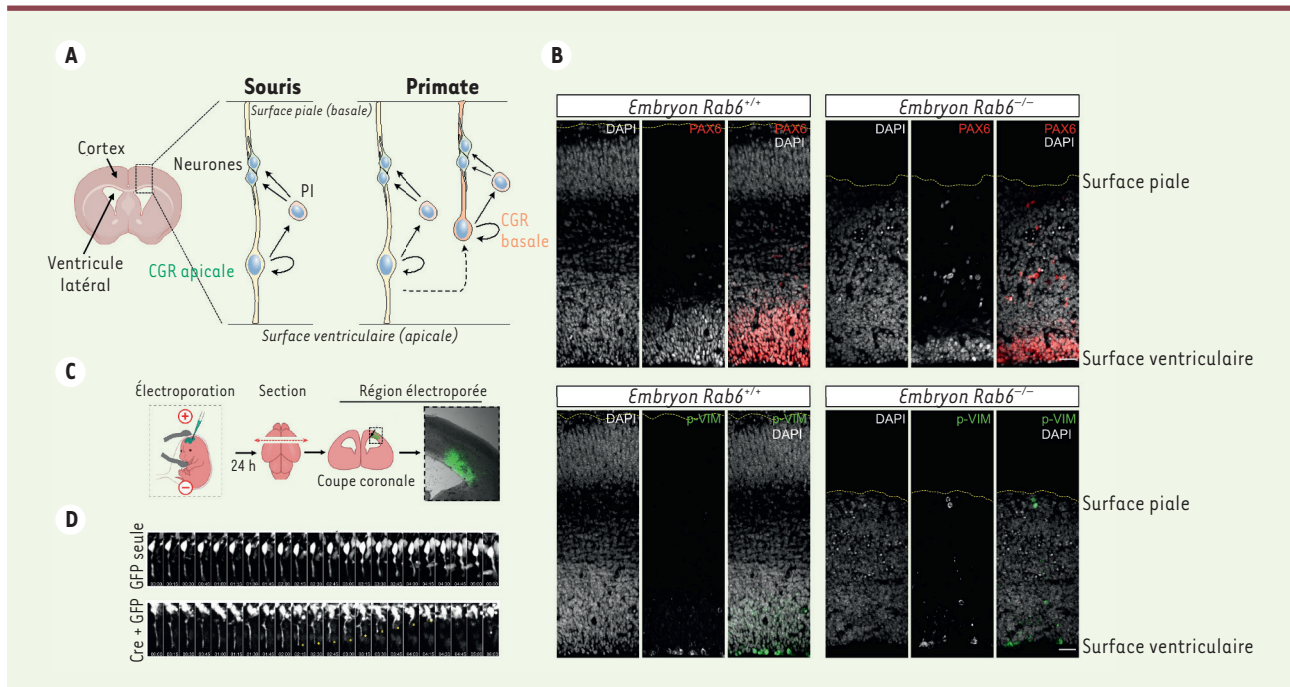 A
Souris
Primate
Surface piale (basale)
Cortex
Neurones
PI
CGR
basale
Ventricule
latéral
CGR apicale
Surface ventriculaire (apicale)
B
Embryon Rab6+/+
Embryon Rab6−/−
DAPI
PAX6
PAX6
DAPI
DAPI
PAX6
PAX6
DAPI
Surface piale
Surface ventriculaire
Embryon Rab6+/+
Embryon Rab6−/−
DAPI
p-VIM
p-VIM
DAPI
DAPI
p-VIM
p-VIM
DAPI
Surface piale
Surface ventriculaire
C
Électroporation
Section
Région électroporée
+
−
24 h
Coupe coronale
D
GFP seule
Cre + GFP